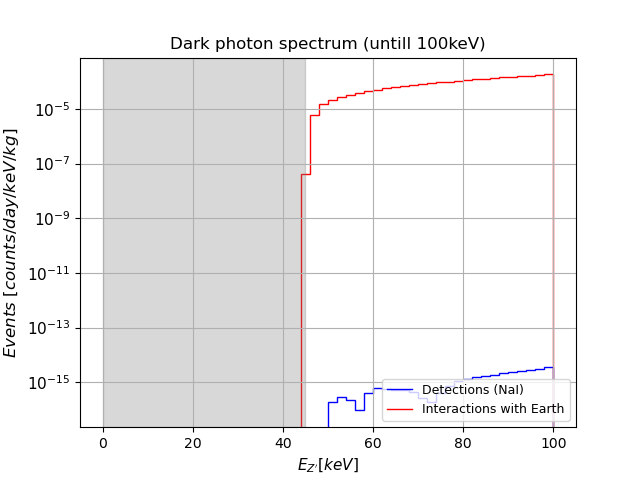 Dark photon spectrum (untill 100keV)
Events [counts/day/keV/kg]
10⁻⁵
10⁻⁷
10⁻⁹
10⁻¹¹
10⁻¹³
10⁻¹⁵
Detections (NaI)
Interactions with Earth
0 20 40 60 80 100
E_{Z'}[keV]